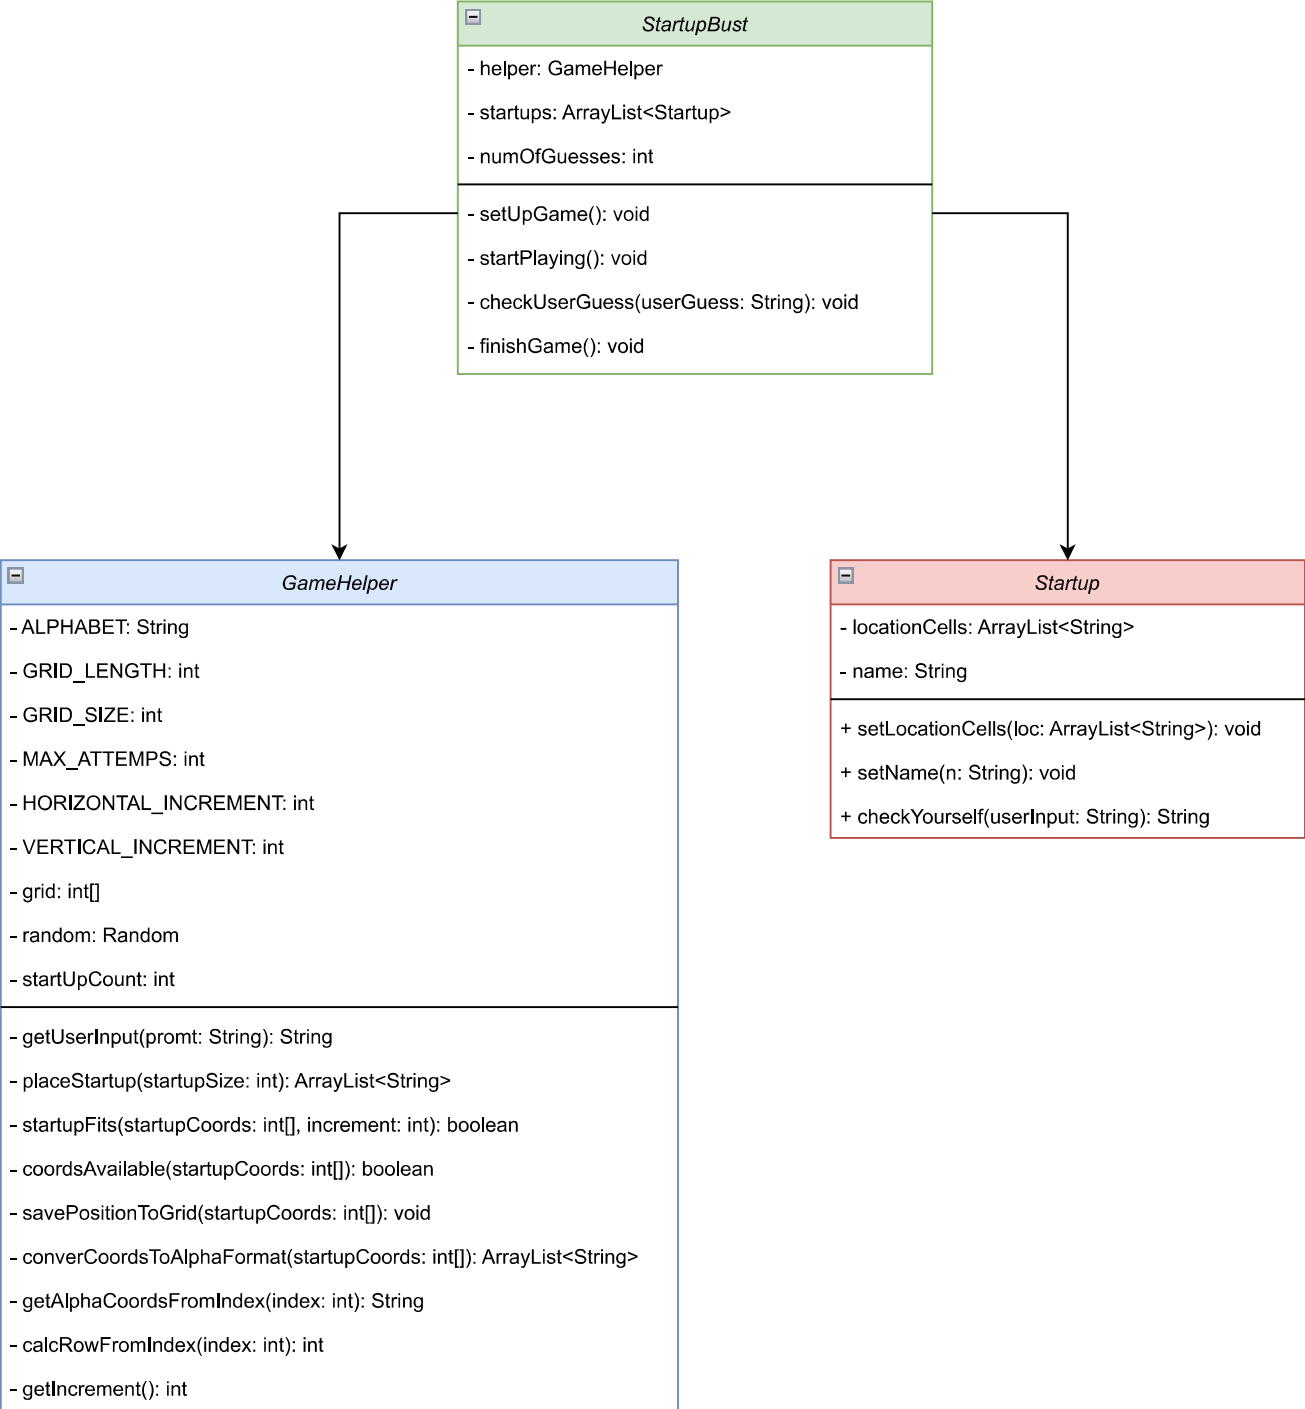 StartupBust
- helper: GameHelper
- startups: ArrayList<Startup>
- numOfGuesses: int
- setUpGame(): void
- startPlaying(): void
- checkUserGuess(userGuess: String): void
- finishGame(): void
GameHelper
- ALPHABET: String
- GRID_LENGTH: int
- GRID_SIZE: int
- MAX_ATTEMPS: int
- HORIZONTAL_INCREMENT: int
- VERTICAL_INCREMENT: int
- grid: int[]
- random: Random
- startUpCount: int
- getUserInput(promt: String): String
- placeStartup(startupSize: int): ArrayList<String>
- startupFits(startupCoords: int[], increment: int): boolean
- coordsAvailable(startupCoords: int[]): boolean
- savePositionToGrid(startupCoords: int[]): void
- converCoordsToAlphaFormat(startupCoords: int[]): ArrayList<String>
- getAlphaCoordsFromIndex(index: int): String
- calcRowFromIndex(index: int): int
- getIncrement(): int
Startup
- locationCells: ArrayList<String>
- name: String
+ setLocationCells(loc: ArrayList<String>): void
+ setName(n: String): void
+ checkYourself(userInput: String): String